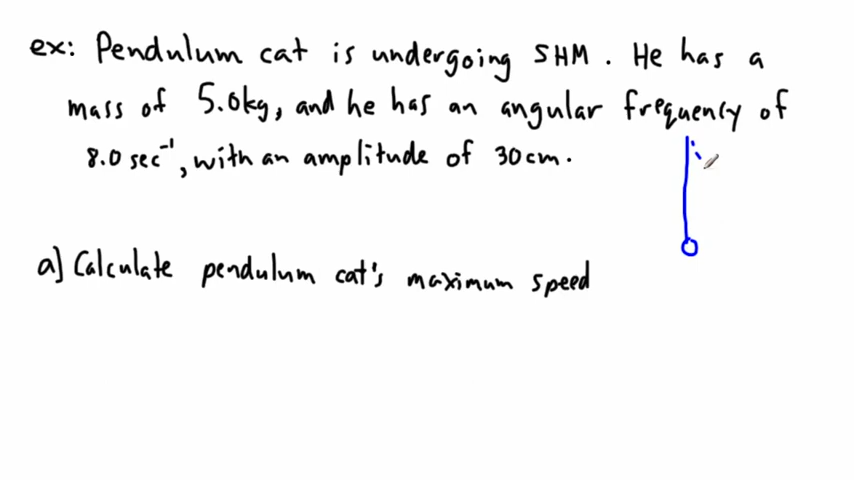 ex: Pendulum cat is undergoing SHM. He has a
mass of 5.0kg, and he has an angular frequency of
8.0 sec⁻¹, with an amplitude of 30cm.
a] Calculate pendulum cat's maximum speed